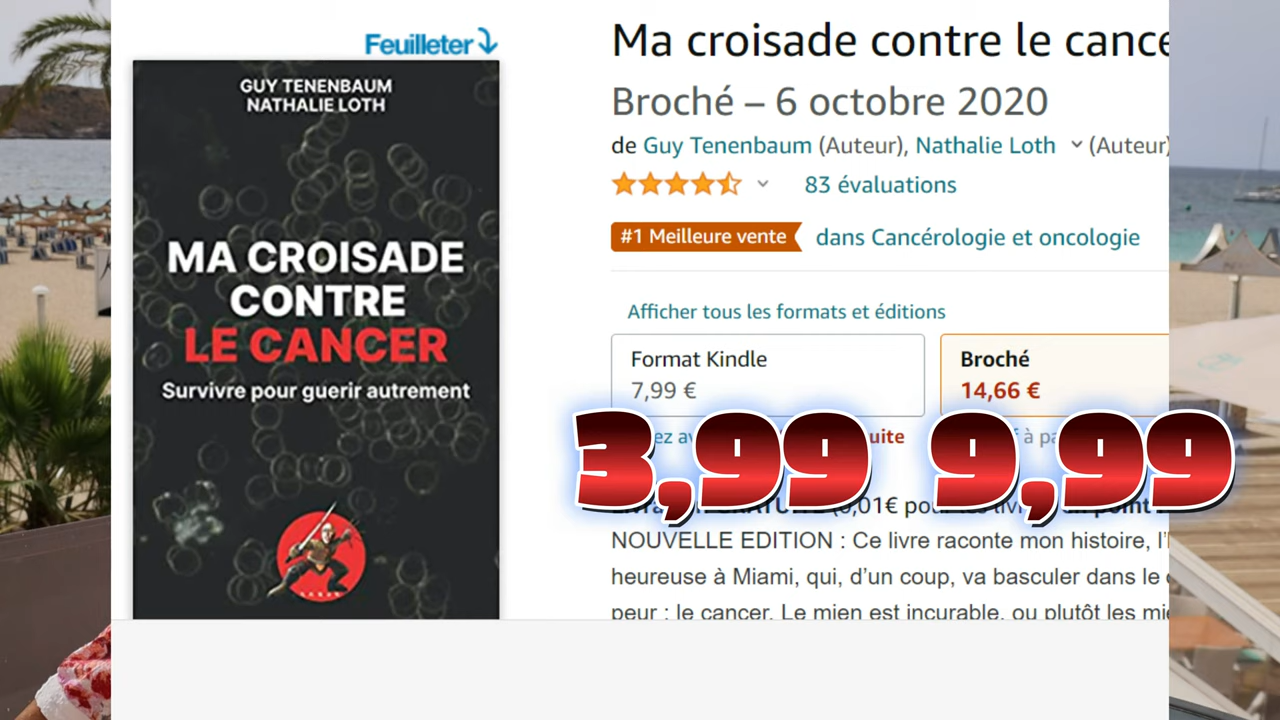 Feuilleter
GUY TENENBAUM
NATHALIE LOTH
MA CROISADE
CONTRE
LE CANCER
Survivre pour guerir autrement
Ma croisade contre le cance
Broché – 6 octobre 2020
de Guy Tenenbaum (Auteur), Nathalie Loth (Auteur)
83 évaluations
#1 Meilleure vente dans Cancérologie et oncologie
Afficher tous les formats et éditions
Format Kindle
7,99 €
Broché
14,66 €
3,99 9,99
NOUVELLE EDITION : Ce livre raconte mon histoire, l'
heureuse à Miami, qui, d'un coup, va basculer dans le
peur : le cancer. Le mien est incurable, ou plutôt les